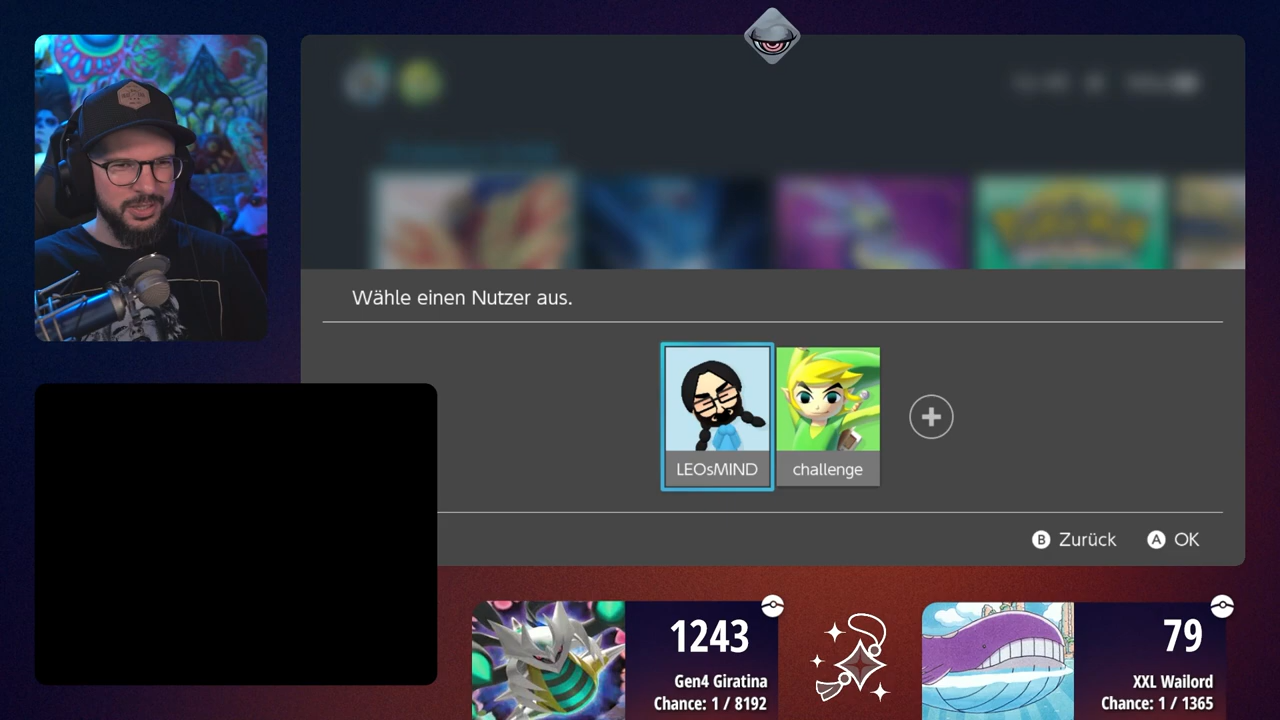 Wähle einen Nutzer aus.
LEOsMIND
challenge
B Zurück
A OK
1243
Gen4 Giratina
Chance: 1 / 8192
79
XXL Wailord
Chance: 1 / 1365